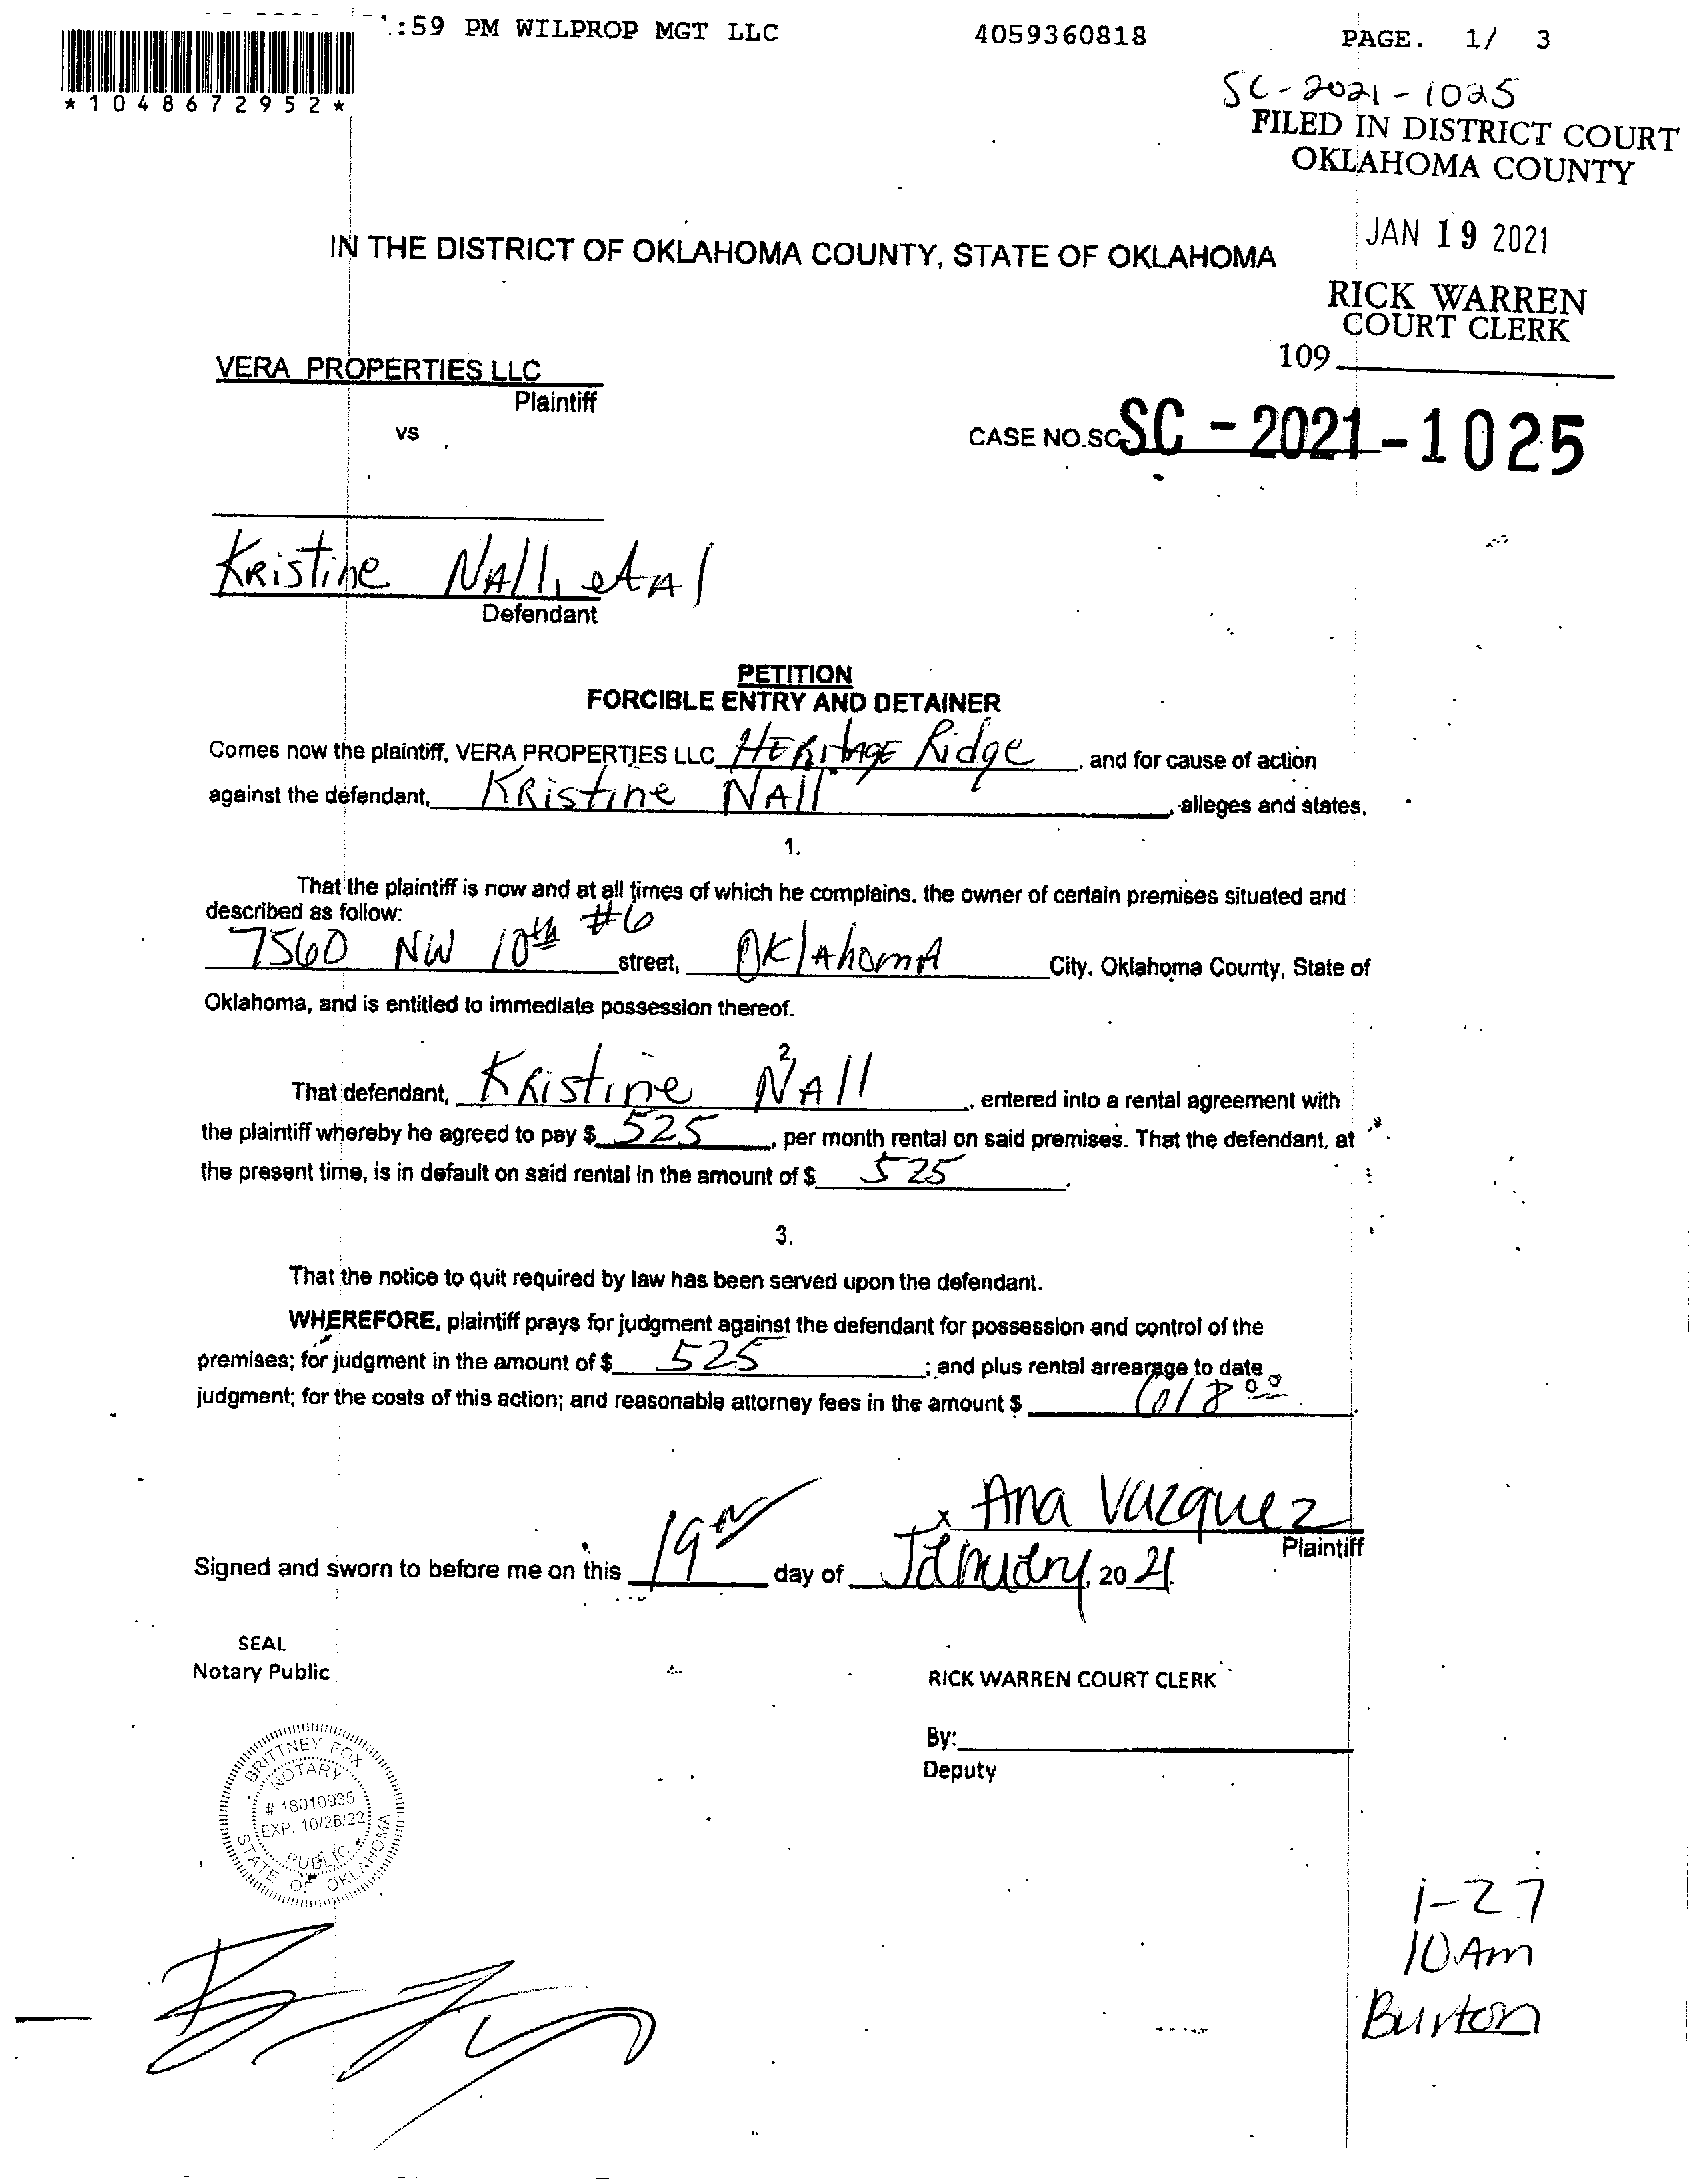 :59 PM WILPROP MGT LLC 4059360818 PAGE. 1/ 3
*1048672952*
SC-2021-1025
FILED IN DISTRICT COURT
OKLAHOMA COUNTY
JAN 19 2021
IN THE DISTRICT OF OKLAHOMA COUNTY, STATE OF OKLAHOMA
RICK WARREN
COURT CLERK
109
VERA PROPERTIES LLC
Plaintiff
vs
CASE NO.SC SC-2021-1025
Kristine Nall, et Al
Defendant
PETITION
FORCIBLE ENTRY AND DETAINER
Comes now the plaintiff, VERA PROPERTIES LLC Heritage Ridge, and for cause of action
against the defendant, Kristine Nall, alleges and states,
1.
That the plaintiff is now and at all times of which he complains, the owner of certain premises situated and
described as follow:
7560 NW 10th #6 street, Oklahoma City, Oklahoma County, State of
Oklahoma, and is entitled to immediate possession thereof.
2.
That defendant, Kristine Nall, entered into a rental agreement with
the plaintiff whereby he agreed to pay $ 525, per month rental on said premises. That the defendant, at
the present time, is in default on said rental in the amount of $ 525.
3.
That the notice to quit required by law has been served upon the defendant.
WHEREFORE, plaintiff prays for judgment against the defendant for possession and control of the
premises; for judgment in the amount of $ 525; and plus rental arrearage to date
judgment; for the costs of this action; and reasonable attorney fees in the amount $
x Ana Vazquez
Plaintiff
Signed and sworn to before me on this 19 day of January, 2021.
SEAL
Notary Public
RICK WARREN COURT CLERK
By:
Deputy
BRITTNEY FOX
NOTARY
# 18010935
EXP. 10/26/22
PUBLIC
STATE OF OKLAHOMA
1-27
10 Am
Burton